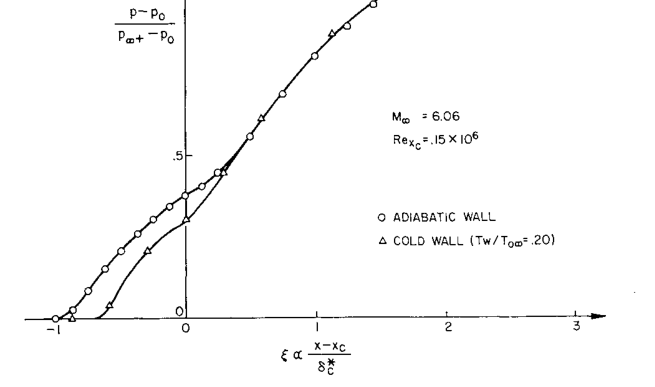 p-p₀
p∞+ -p₀
M∞ = 6.06
Re_xc = .15 × 10⁶
.5
○ ADIABATIC WALL
△ COLD WALL (Tw/T₀∞=.20)
0
-1 0 1 2 3
ξ ∝ x-x_c
δ*_c